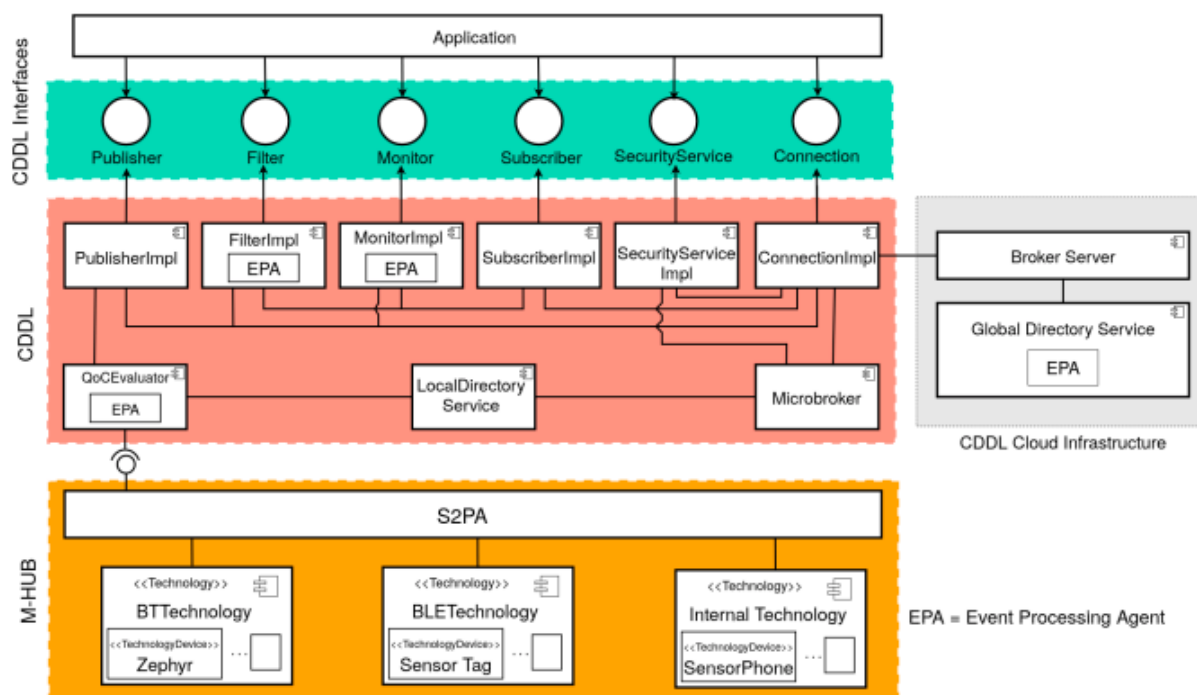 Application
CDDL Interfaces
Publisher
Filter
Monitor
Subscriber
SecurityService
Connection
CDDL
PublisherImpl
FilterImpl
EPA
MonitorImpl
EPA
SubscriberImpl
SecurityService
Impl
ConnectionImpl
Broker Server
Global Directory Service
EPA
QoCEvaluator
EPA
LocalDirectory
Service
Microbroker
CDDL Cloud Infrastructure
M-HUB
S2PA
<<Technology>>
BTTechnology
<<TechnologyDevice>>
Zephyr
...
<<Technology>>
BLETechnology
<<TechnologyDevice>>
Sensor Tag
...
<<Technology>>
Internal Technology
<<TechnologyDevice>>
SensorPhone
...
EPA = Event Processing Agent